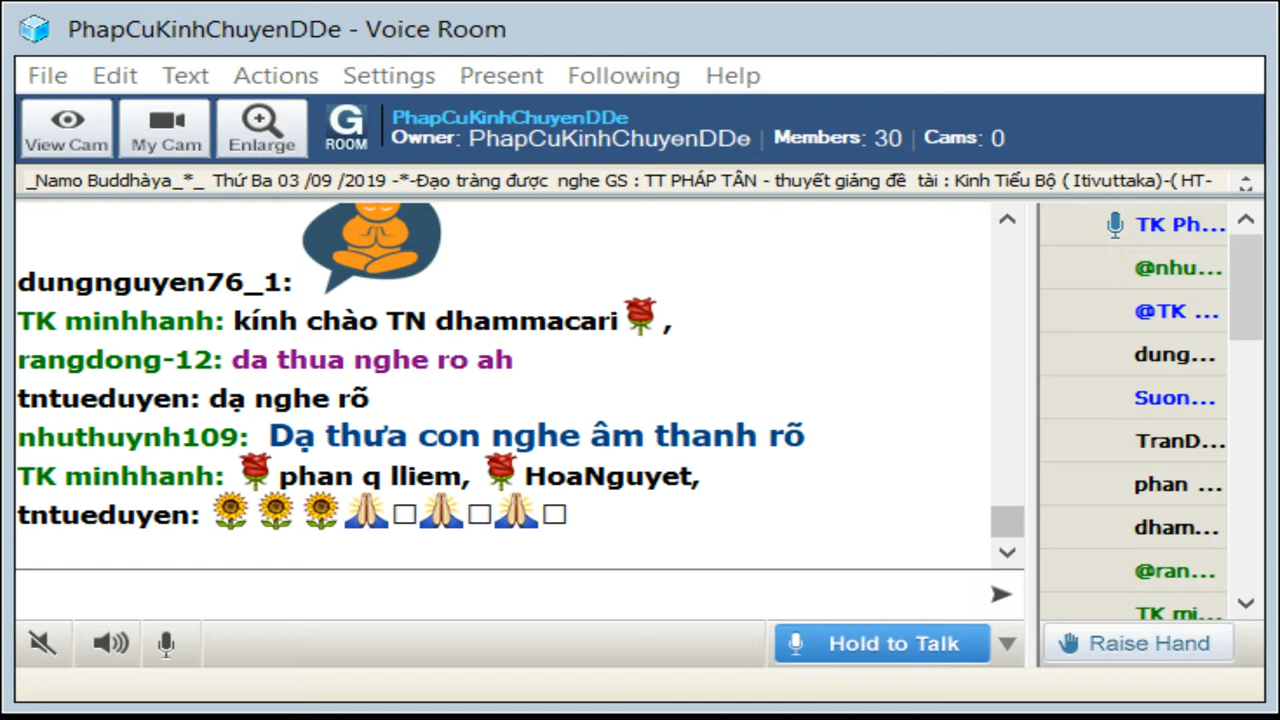 PhapCuKinhChuyenDDe - Voice Room
File Edit Text Actions Settings Present Following Help
View Cam My Cam Enlarge G ROOM
PhapCuKinhChuyenDDe
Owner: PhapCuKinhChuyenDDe | Members: 30 | Cams: 0
_Namo Buddhàya_*_ Thứ Ba 03 /09 /2019 -*-Đạo tràng được nghe GS : TT PHÁP TÂN - thuyết giảng đề tài : Kinh Tiểu Bộ ( Itivuttaka)-( HT-
dungnguyen76_1:
TK minhhanh: kính chào TN dhammacari🌹,
rangdong-12: da thua nghe ro ah
tntueduyen: dạ nghe rõ
nhuthuynh109: Dạ thưa con nghe âm thanh rõ
TK minhhanh: 🌹phan q lliem, 🌹HoaNguyet,
tntueduyen: 🌻🌻🌻🙏□🙏□🙏□
TK Ph...
@nhu...
@TK ...
dung...
Suon...
TranD...
phan ...
dham...
@ran...
TK mi...
Hold to Talk
Raise Hand